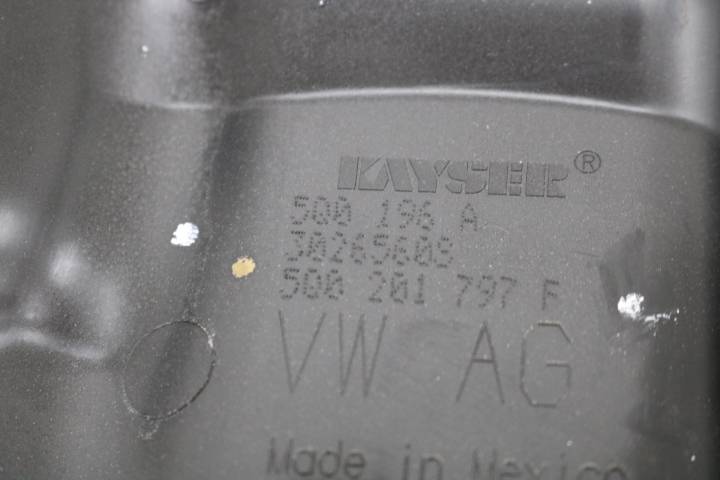 KAYSER®
5Q0 196 A
30265608
5Q0 201 797 F
VW AG
Made in Mexico